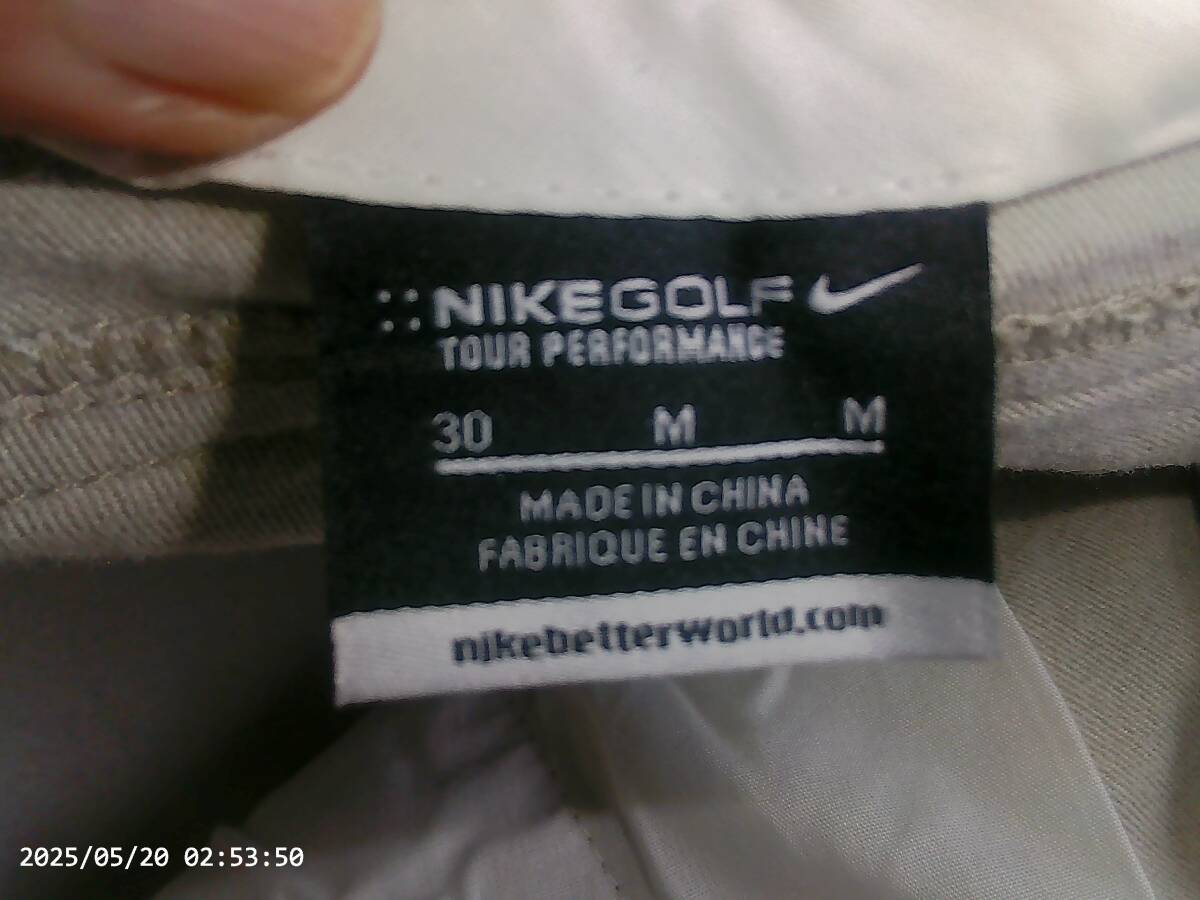 NIKEGOLF
TOUR PERFORMANCE
30 M M
MADE IN CHINA
FABRIQUE EN CHINE
nikebetterworld.com
2025/05/20 02:53:50